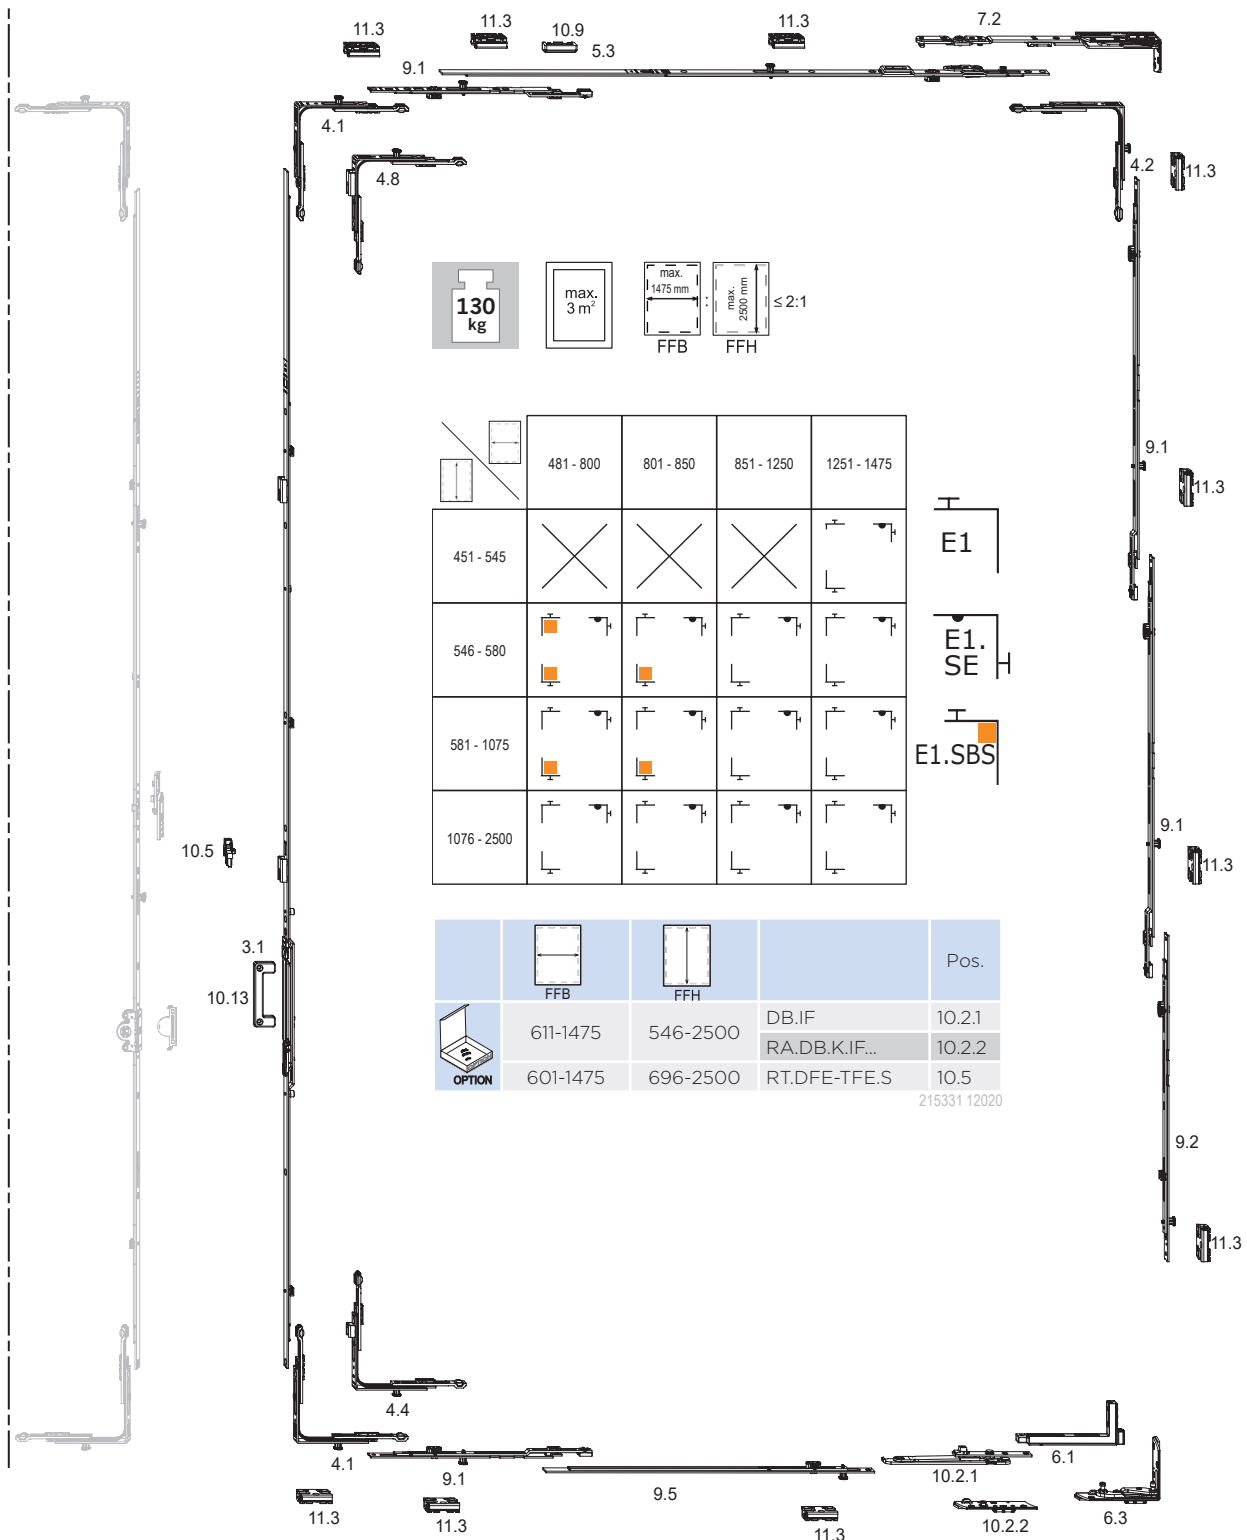 11.3
11.3
10.9
5.3
11.3
7.2
9.1
4.1
4.8
4.2
11.3
130
kg
max.
3 m²
max.
1475 mm
FFB
:
max.
2500 mm
FFH
≤ 2:1
481 - 800
801 - 850
851 - 1250
1251 - 1475
9.1
11.3
451 - 545
E1
546 - 580
E1.
SE
581 - 1075
E1.SBS
1076 - 2500
10.5
9.1
11.3
3.1
10.13
FFB
FFH
Pos.
OPTION
611-1475
546-2500
DB.IF
10.2.1
RA.DB.K.IF...
10.2.2
601-1475
696-2500
RT.DFE-TFE.S
10.5
215331 12020
9.2
11.3
4.4
4.1
9.1
9.5
10.2.1
6.1
11.3
11.3
11.3
10.2.2
6.3